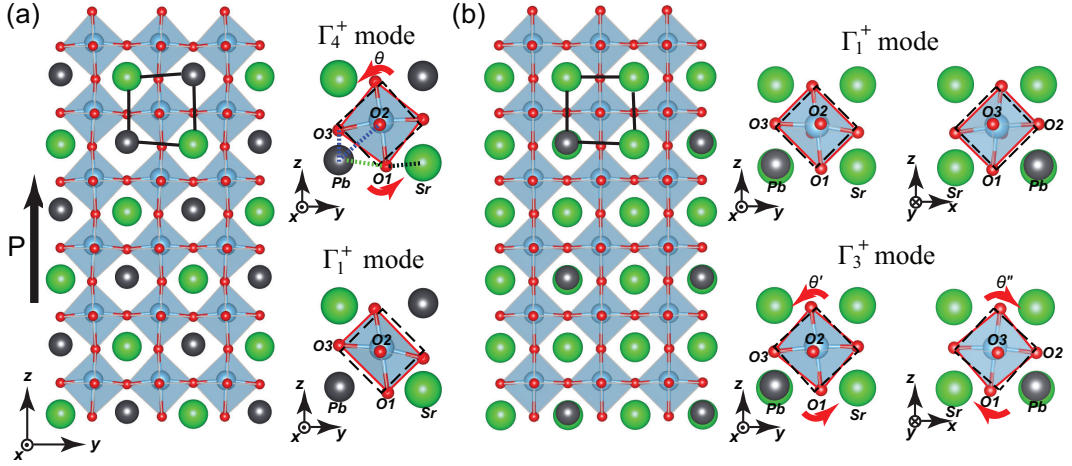 (a)
Γ₄⁺ mode
θ
O2
O3
Pb
O1
Sr
z
x
y
P
Γ₁⁺ mode
O2
O3
Pb
O1
Sr
z
x
y
z
x
y
(b)
Γ₁⁺ mode
O2
O3
Pb
O1
Sr
z
x
y
O3
O2
Sr
O1
Pb
z
y
x
Γ₃⁺ mode
θ'
O2
O3
Pb
O1
Sr
z
x
y
θ"
O3
O2
Sr
O1
Pb
z
y
x